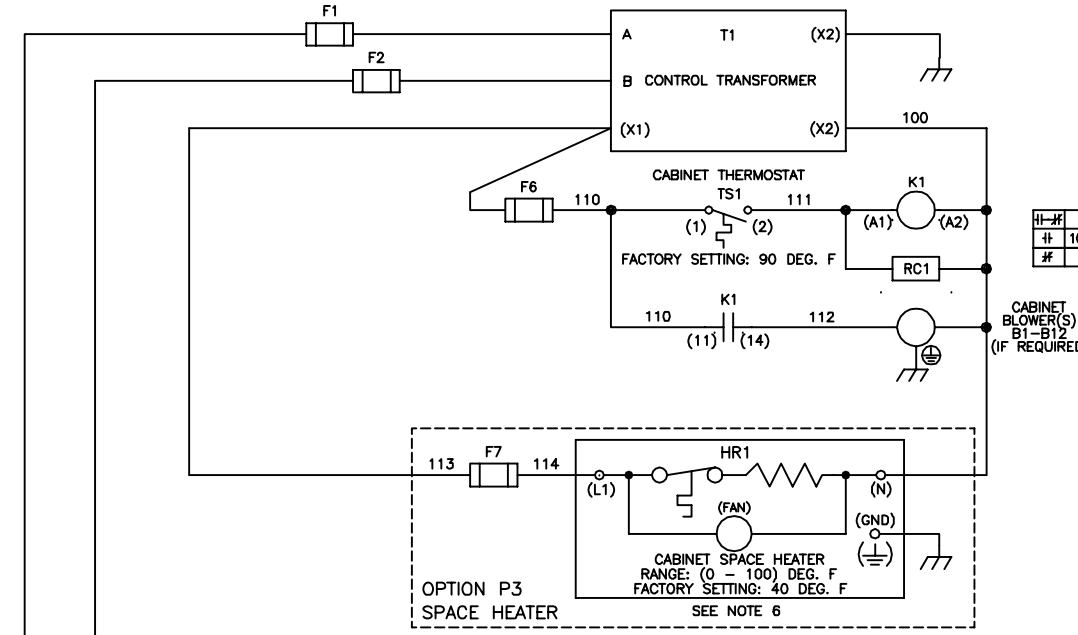 F1
A T1 (X2)
F2
B CONTROL TRANSFORMER
(X1) (X2) 100
CABINET THERMOSTAT
F6 110 TS1 111 K1
(1) (2) (A1) (A2)
FACTORY SETTING: 90 DEG. F
RC1
10
K1
110 112
(11) (14)
CABINET
BLOWER(S)
B1-B12
(IF REQUIRED
F7 HR1
113 114
(L1) (N)
(FAN) (GND)
CABINET SPACE HEATER
RANGE: (0 - 100) DEG. F
FACTORY SETTING: 40 DEG. F
OPTION P3
SPACE HEATER
SEE NOTE 6